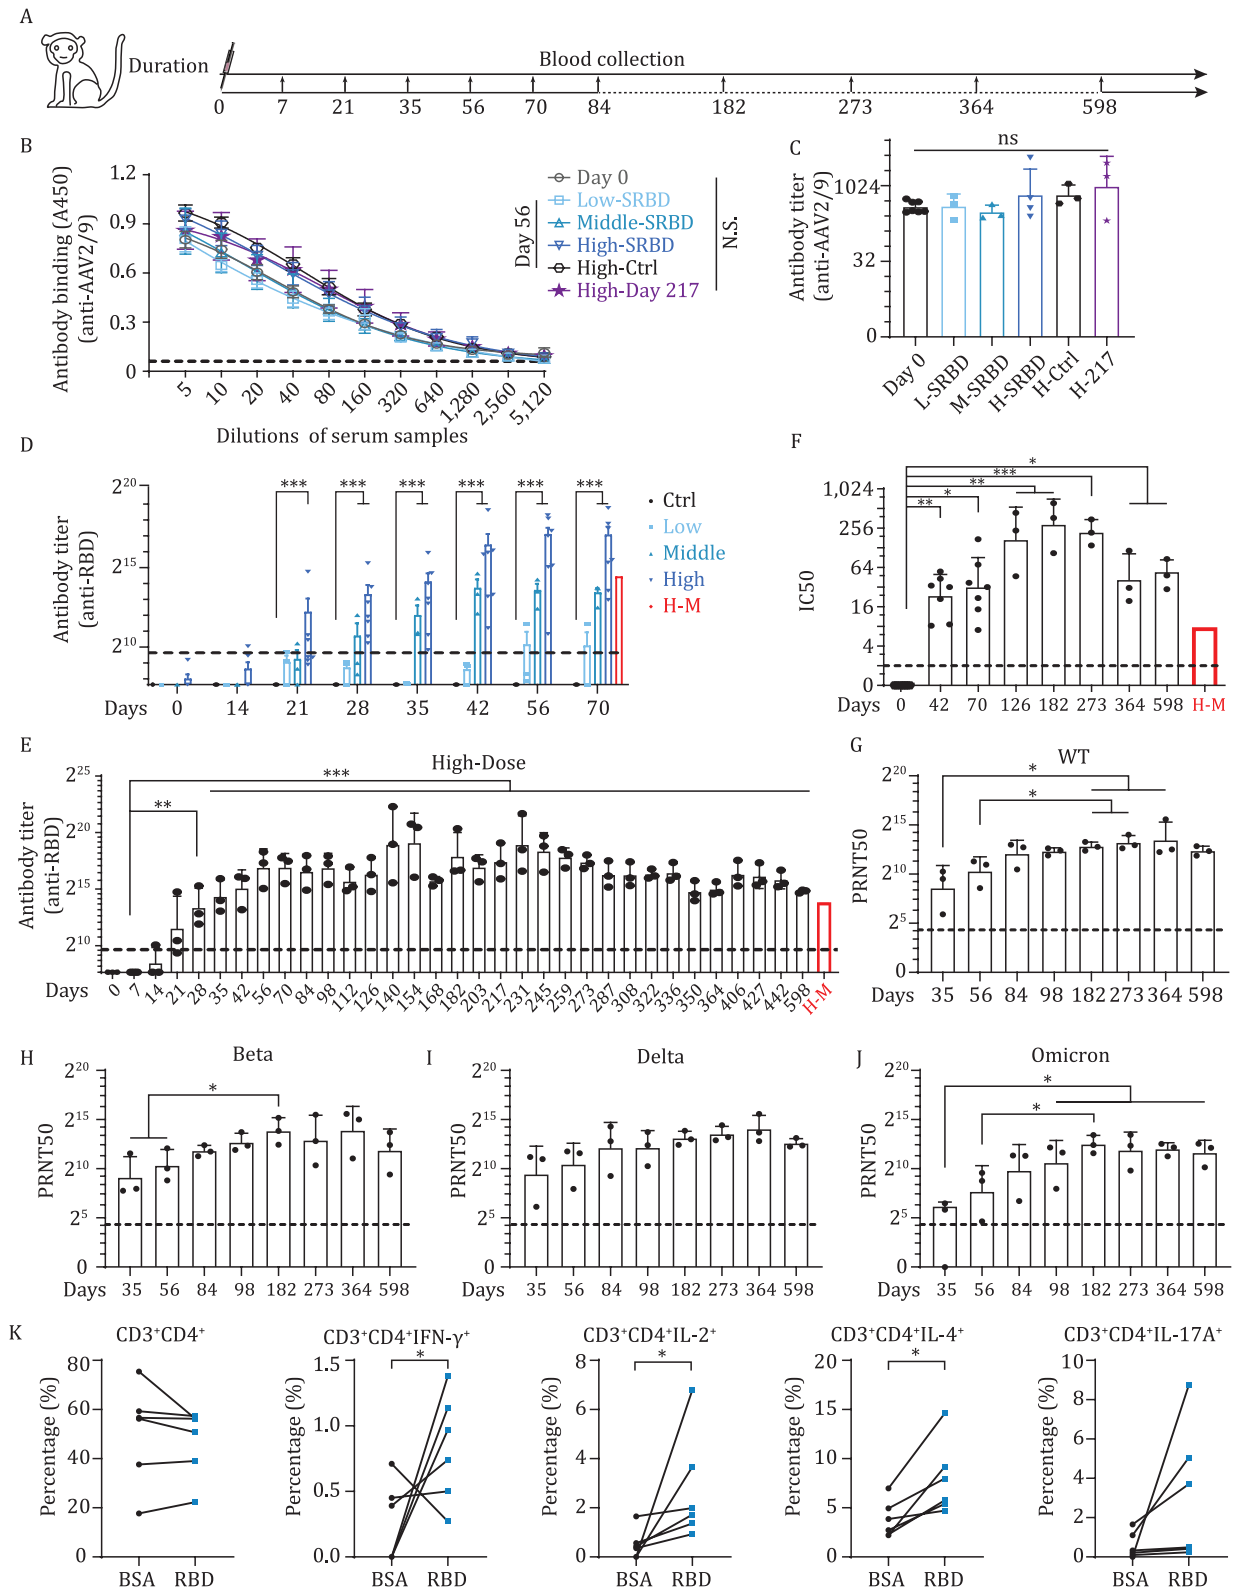 A
Duration
Blood collection
0 7 21 35 56 70 84 182 273 364 598
B
Antibody binding (A450)
(anti-AAV2/9)
1.2
0.9
0.6
0.3
0
5 10 20 40 80 160 320 640 1,280 2,560 5,120
Dilutions of serum samples
Day 0
Low-SRBD
Middle-SRBD
High-SRBD
High-Ctrl
High-Day 217
Day 56
N.S.
C
Antibody titer
(anti-AAV2/9)
ns
1024
32
0
Day 0 L-SRBD M-SRBD H-SRBD H-Ctrl H-217
D
Antibody titer
(anti-RBD)
2^20
2^15
2^10
*** *** *** *** *** ***
Days 0 14 21 28 35 42 56 70
Ctrl
Low
Middle
High
H-M
F
IC50
1,024
256
64
16
4
0
*
***
**
*
**
Days 0 42 70 126 182 273 364 598 H-M
E
High-Dose
Antibody titer
(anti-RBD)
2^25
2^20
2^15
2^10
***
**
Days 0 7 14 21 28 35 42 56 70 84 98 112 126 140 154 168 182 203 217 231 245 259 273 287 308 322 336 350 364 406 427 442 598 H-M
G
WT
PRNT50
2^20
2^15
2^10
2^5
0
*
*
Days 35 56 84 98 182 273 364 598
H
Beta
PRNT50
2^20
2^15
2^10
2^5
0
*
Days 35 56 84 98 182 273 364 598
I
Delta
PRNT50
2^20
2^15
2^10
2^5
0
Days 35 56 84 98 182 273 364 598
J
Omicron
PRNT50
2^20
2^15
2^10
2^5
0
*
*
Days 35 56 84 98 182 273 364 598
K
CD3⁺CD4⁺
Percentage (%)
80
60
40
20
0
BSA RBD
CD3⁺CD4⁺IFN-γ⁺
Percentage (%)
1.5
1.0
0.5
0.0
*
BSA RBD
CD3⁺CD4⁺IL-2⁺
Percentage (%)
8
6
4
2
0
*
BSA RBD
CD3⁺CD4⁺IL-4⁺
Percentage (%)
20
15
10
5
0
*
BSA RBD
CD3⁺CD4⁺IL-17A⁺
Percentage (%)
10
8
6
4
2
0
BSA RBD